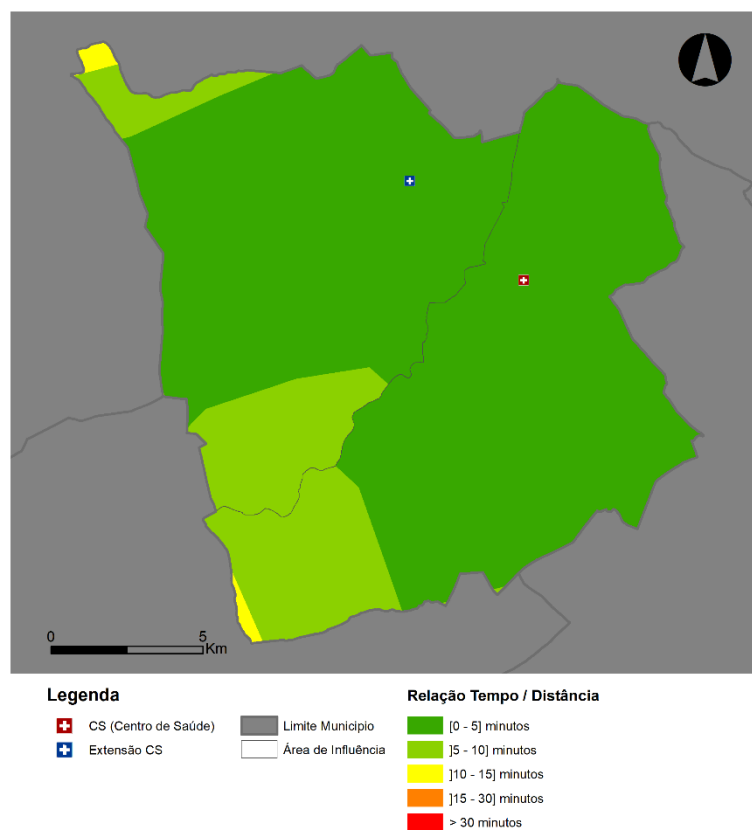 0 5
Km
Legenda
CS (Centro de Saúde)
Extensão CS
Limite Municipio
Área de Influência
Relação Tempo / Distância
[0 - 5] minutos
]5 - 10] minutos
]10 - 15] minutos
]15 - 30] minutos
> 30 minutos